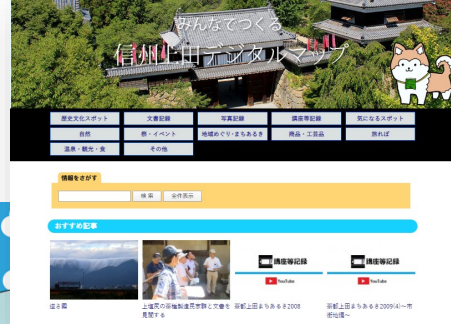 みんなでつくる
信州上田デジタルマップ
歴史文化スポット
文書記録
写真記録
講座等記録
気になるスポット
自然
祭・イベント
地域めぐり･まちあるき
商品・工芸品
旅れぽ
温泉・観光・食
その他
情報をさがす
検索
全件表示
おすすめ記事
講座等記録
YouTube
講座等記録
YouTube
逆さ霧
上塩尻の蚕種製造民家群と文書を
見聞する
蚕都上田まちあるき2008
蚕都上田まちあるき2009(4)～市
街地編～